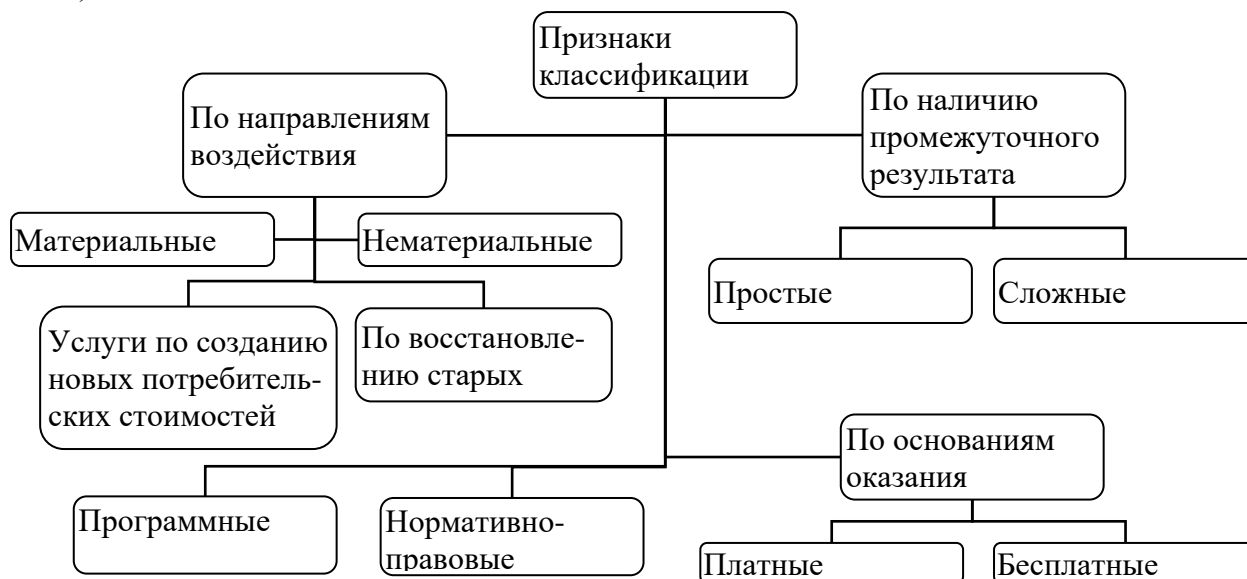 Признаки
классификации
По направлениям
воздействия
По наличию
промежуточного
результата
Материальные
Нематериальные
Простые
Сложные
Услуги по созданию
новых потребитель-
ских стоимостей
По восстановле-
нию старых
По основаниям
оказания
Программные
Нормативно-
правовые
Платные
Бесплатные